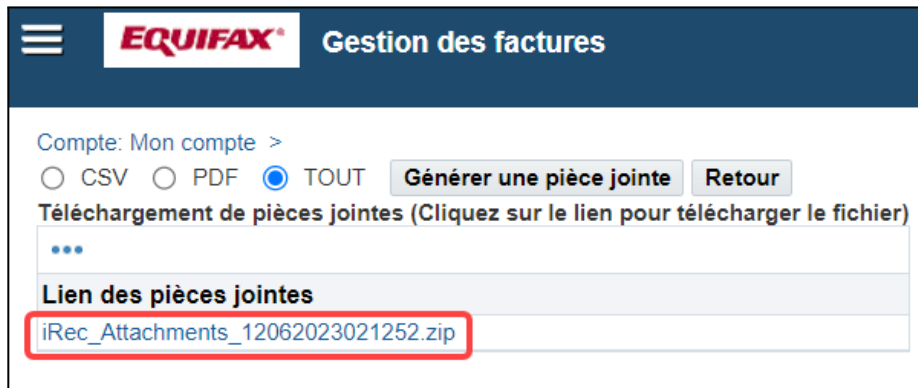 EQUIFAX Gestion des factures
Compte: Mon compte >
CSV PDF TOUT Générer une pièce jointe Retour
Téléchargement de pièces jointes (Cliquez sur le lien pour télécharger le fichier)
Lien des pièces jointes
iRec_Attachments_12062023021252.zip